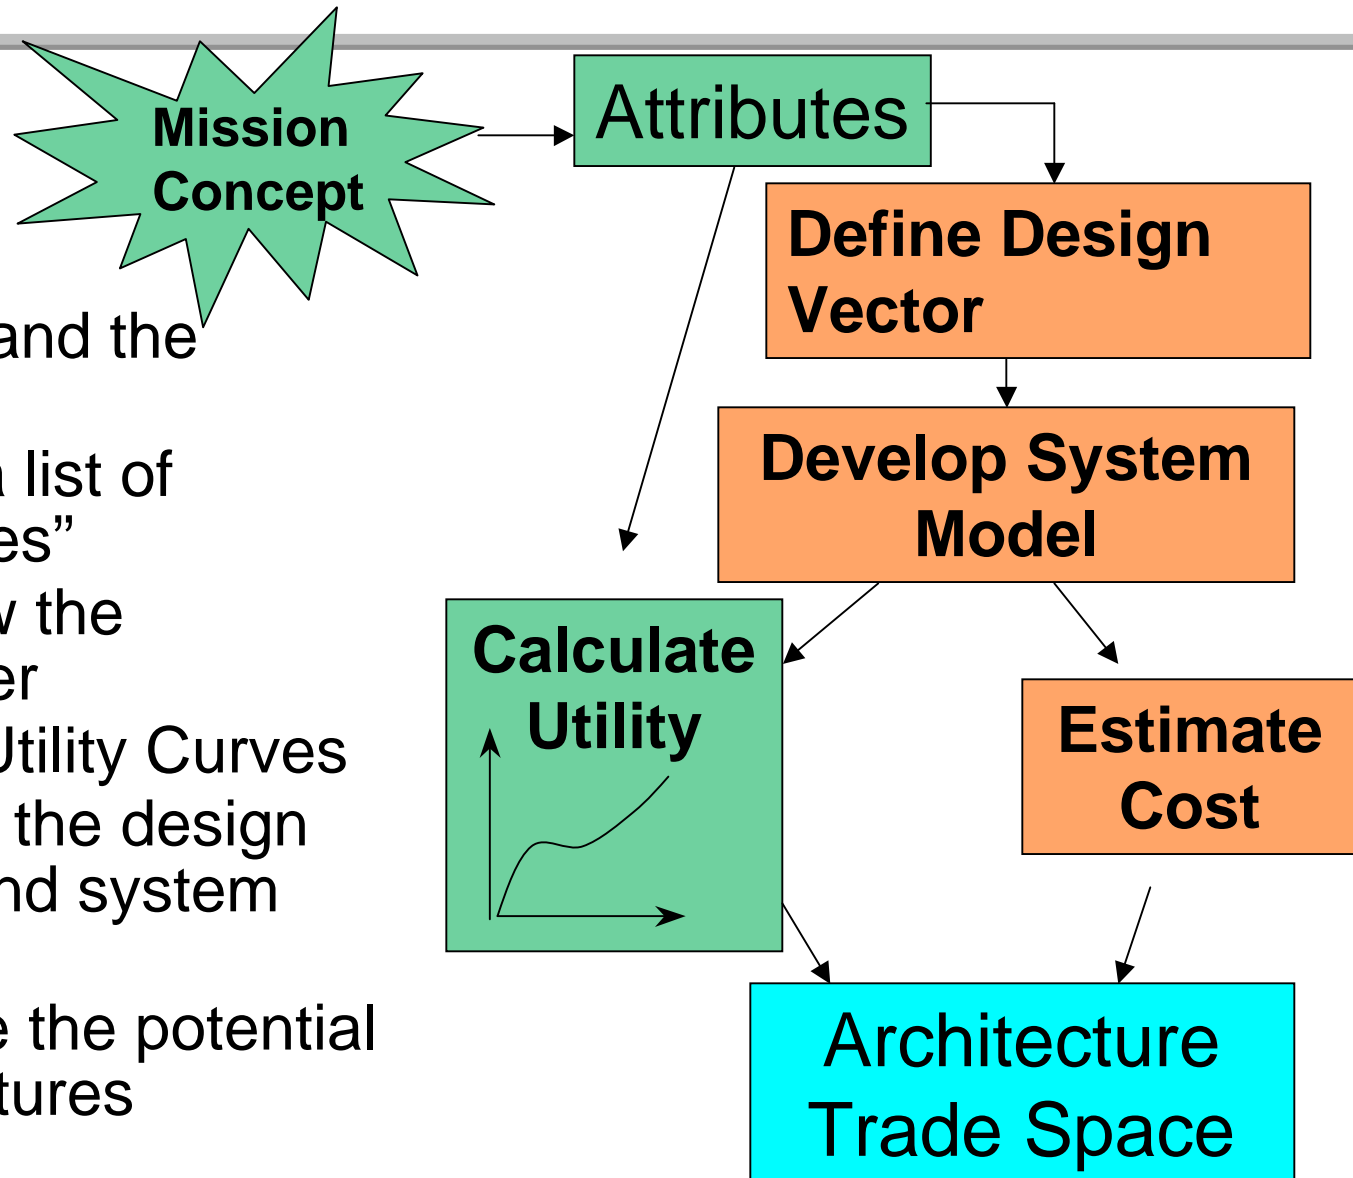 Mission
Concept
Attributes
Define Design
Vector
Develop System
Model
Calculate
Utility
Estimate
Cost
Architecture
Trade Space
and the
a list of
es”
w the
er
Utility Curves
the design
nd system
e the potential
tures